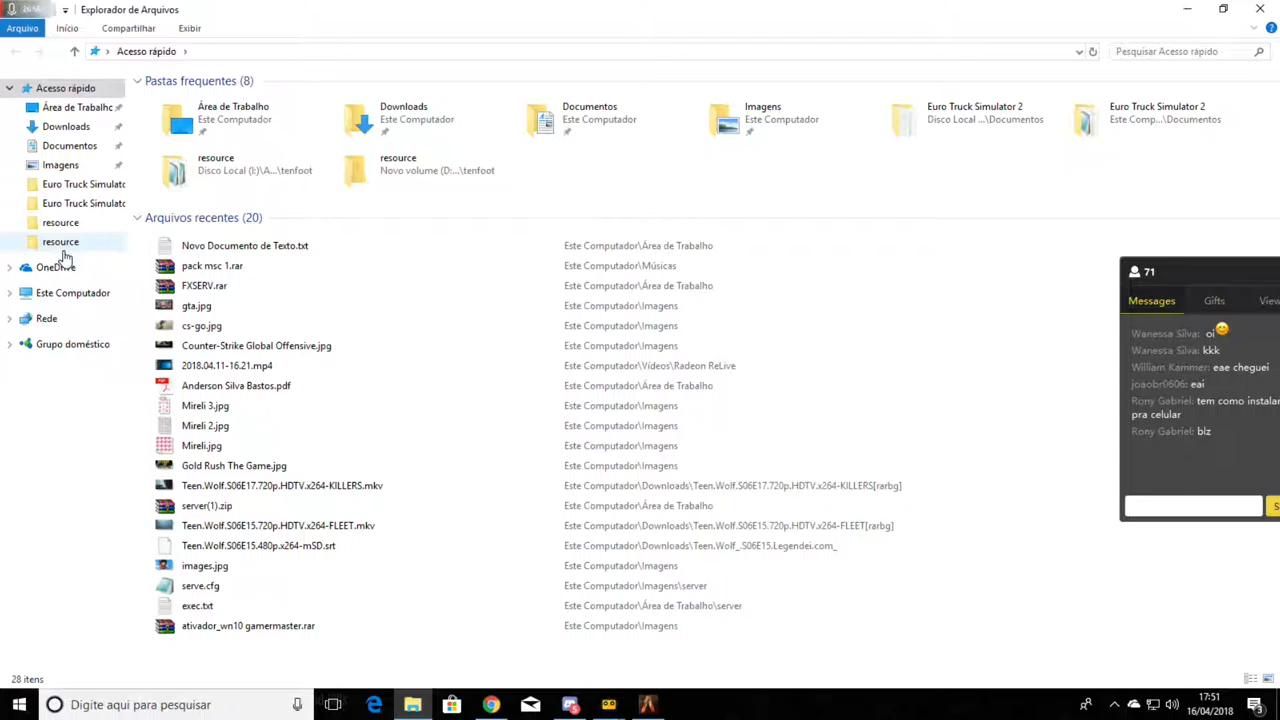 Explorador de Arquivos
Arquivo Início Compartilhar Exibir
Acesso rápido
Pesquisar Acesso rápido
Acesso rápido
Área de Trabalhc
Downloads
Documentos
Imagens
Euro Truck Simulatc
Euro Truck Simulatc
resource
resource
OneDrive
Este Computador
Rede
Grupo doméstico
Pastas frequentes (8)
Área de Trabalho
Este Computador
Downloads
Este Computador
Documentos
Este Computador
Imagens
Este Computador
Euro Truck Simulator 2
Disco Local ...\Documentos
Euro Truck Simulator 2
Este Comp...\Documentos
resource
Disco Local (I:)\A...\tenfoot
resource
Novo volume (D:...\tenfoot
Arquivos recentes (20)
Novo Documento de Texto.txt Este Computador\Área de Trabalho
pack msc 1.rar Este Computador\Músicas
FXSERV.rar Este Computador\Área de Trabalho
gta.jpg Este Computador\Imagens
cs-go.jpg Este Computador\Imagens
Counter-Strike Global Offensive.jpg Este Computador\Imagens
2018.04.11-16.21.mp4 Este Computador\Vídeos\Radeon ReLive
Anderson Silva Bastos.pdf Este Computador\Área de Trabalho
Mireli 3.jpg Este Computador\Imagens
Mireli 2.jpg Este Computador\Imagens
Mireli.jpg Este Computador\Imagens
Gold Rush The Game.jpg Este Computador\Imagens
Teen.Wolf.S06E17.720p.HDTV.x264-KILLERS.mkv Este Computador\Downloads\Teen.Wolf.S06E17.720p.HDTV.x264-KILLERS[rarbg]
server(1).zip Este Computador\Área de Trabalho
Teen.Wolf.S06E15.720p.HDTV.x264-FLEET.mkv Este Computador\Downloads\Teen.Wolf.S06E15.720p.HDTV.x264-FLEET[rarbg]
Teen.Wolf.S06E15.480p.x264-mSD.srt Este Computador\Downloads\Teen.Wolf_.S06E15.Legendei.com_
images.jpg Este Computador\Imagens
serve.cfg Este Computador\Imagens\server
exec.txt Este Computador\Área de Trabalho\server
ativador_wn10 gamermaster.rar Este Computador\Imagens
71
Messages Gifts View
Wanessa Silva: oi
Wanessa Silva: kkk
William Kammer: eae cheguei
joaobr0606: eai
Rony Gabriel: tem como instalar
pra celular
Rony Gabriel: blz
S
28 itens
Digite aqui para pesquisar
17:51
16/04/2018
3